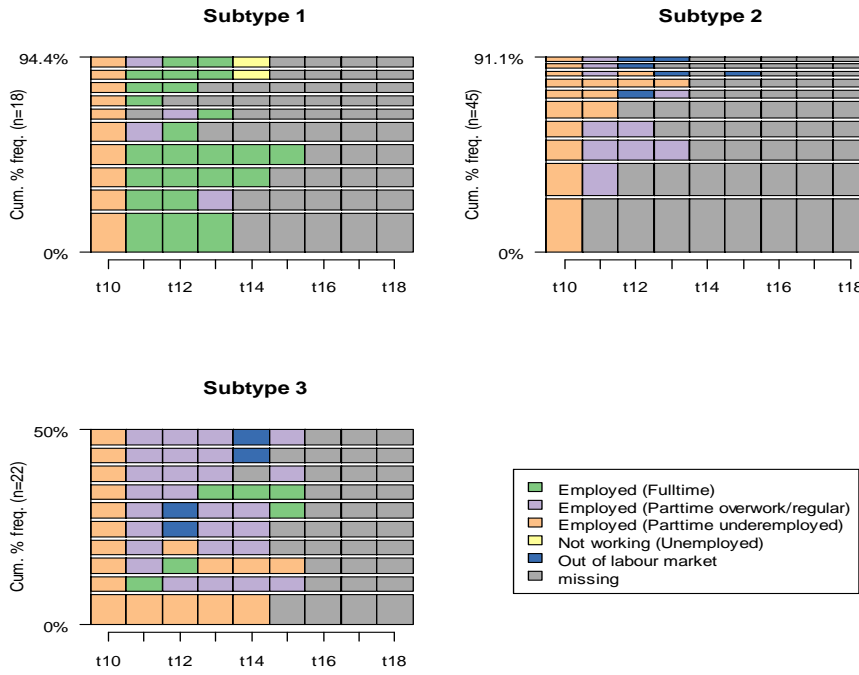 Subtype 1
94.4%
Cum. % freq. (n=18)
0%
t10 t12 t14 t16 t18
Subtype 2
91.1%
Cum. % freq. (n=45)
0%
t10 t12 t14 t16 t18
Subtype 3
50%
Cum. % freq. (n=22)
0%
t10 t12 t14 t16 t18
Employed (Fulltime)
Employed (Parttime overwork/regular)
Employed (Parttime underemployed)
Not working (Unemployed)
Out of labour market
missing